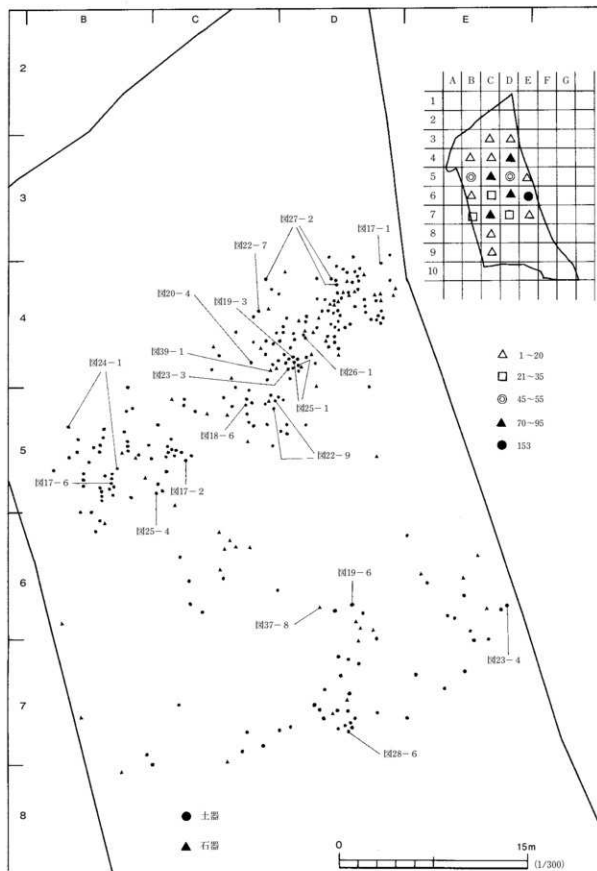 B C D E
2
3
4
5
6
7
8
A B C D E F G
1
2
3
4
5
6
7
8
9
10
図27-2
図17-1
図22-7
図20-4
図19-3
図39-1
図23-3
図26-1
図24-1
図25-1
図18-6
図22-9
図17-6
図17-2
図25-4
図19-6
図37-8
図23-4
図28-6
△ 1~20
□ 21~35
◎ 45~55
▲ 70~95
● 153
● 土器
▲ 石器
0 15m
(1/300)